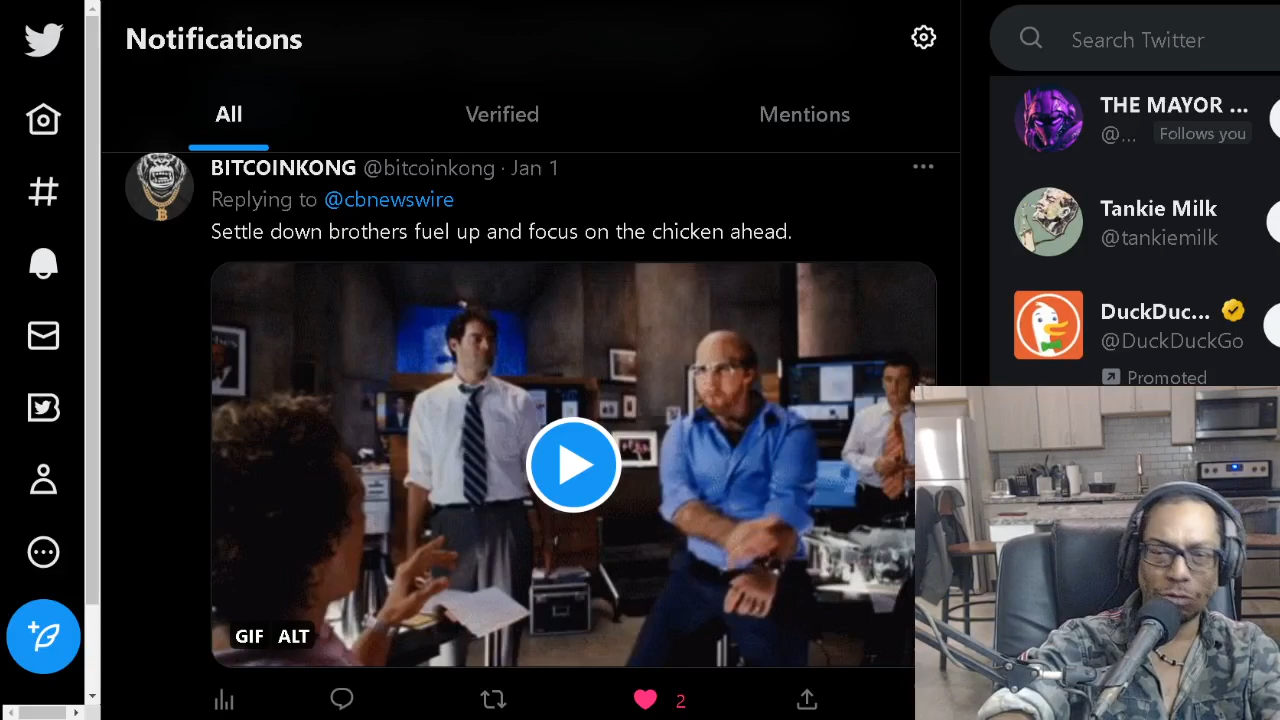 Notifications
Search Twitter
All
Verified
Mentions
BITCOINKONG @bitcoinkong · Jan 1
Replying to @cbnewswire
Settle down brothers fuel up and focus on the chicken ahead.
GIF ALT
2
THE MAYOR ...
@... Follows you
Tankie Milk
@tankiemilk
DuckDuc...
@DuckDuckGo
Promoted